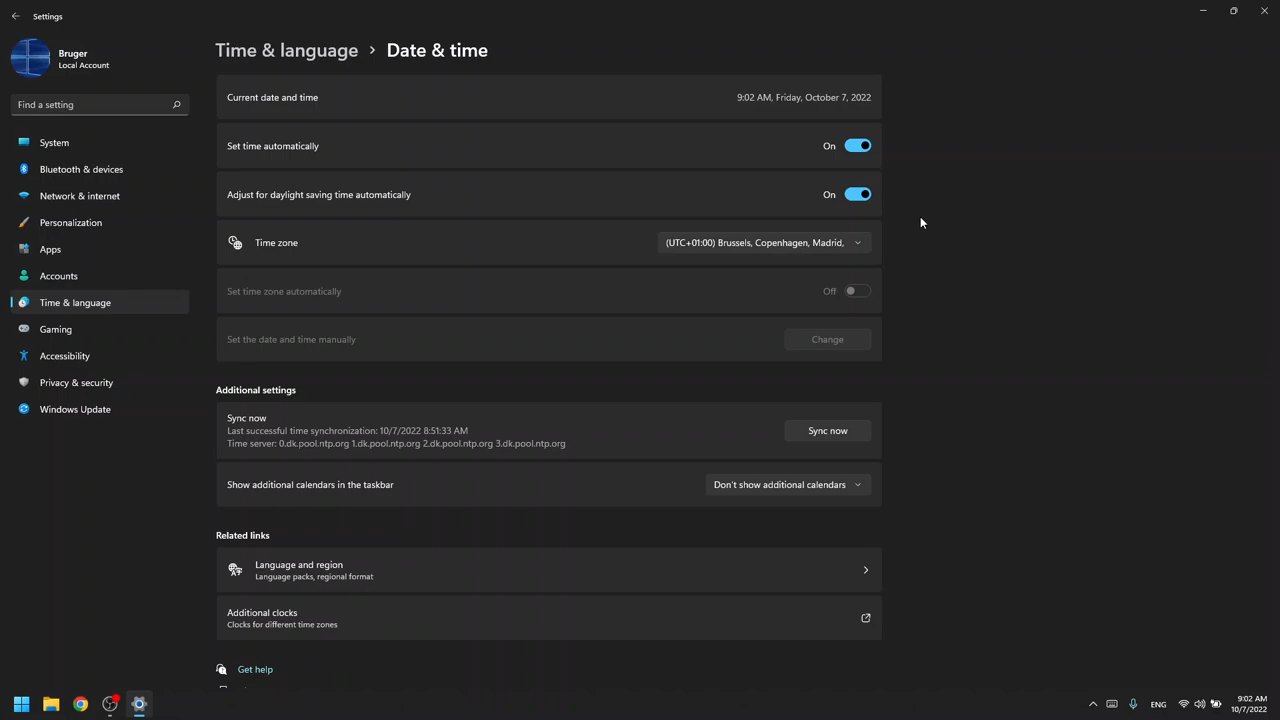 Settings
Bruger
Local Account
Find a setting
System
Bluetooth & devices
Network & internet
Personalization
Apps
Accounts
Time & language
Gaming
Accessibility
Privacy & security
Windows Update
Time & language > Date & time
Current date and time 9:02 AM, Friday, October 7, 2022
Set time automatically On
Adjust for daylight saving time automatically On
Time zone (UTC+01:00) Brussels, Copenhagen, Madrid,
Set time zone automatically Off
Set the date and time manually Change
Additional settings
Sync now
Last successful time synchronization: 10/7/2022 8:51:33 AM
Time server: 0.dk.pool.ntp.org 1.dk.pool.ntp.org 2.dk.pool.ntp.org 3.dk.pool.ntp.org
Sync now
Show additional calendars in the taskbar Don't show additional calendars
Related links
Language and region
Language packs, regional format
Additional clocks
Clocks for different time zones
Get help
ENG
9:02 AM
10/7/2022